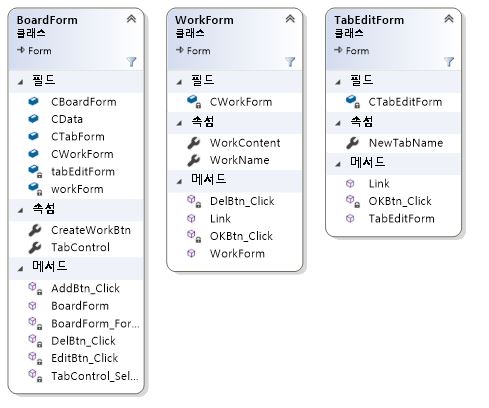 BoardForm
클래스
Form
필드
CBoardForm
CData
CTabForm
CWorkForm
tabEditForm
workForm
속성
CreateWorkBtn
TabControl
메서드
AddBtn_Click
BoardForm
BoardForm_For...
DelBtn_Click
EditBtn_Click
TabControl_Sel...
WorkForm
클래스
Form
필드
CWorkForm
속성
WorkContent
WorkName
메서드
DelBtn_Click
Link
OKBtn_Click
WorkForm
TabEditForm
클래스
Form
필드
CTabEditForm
속성
NewTabName
메서드
Link
OKBtn_Click
TabEditForm